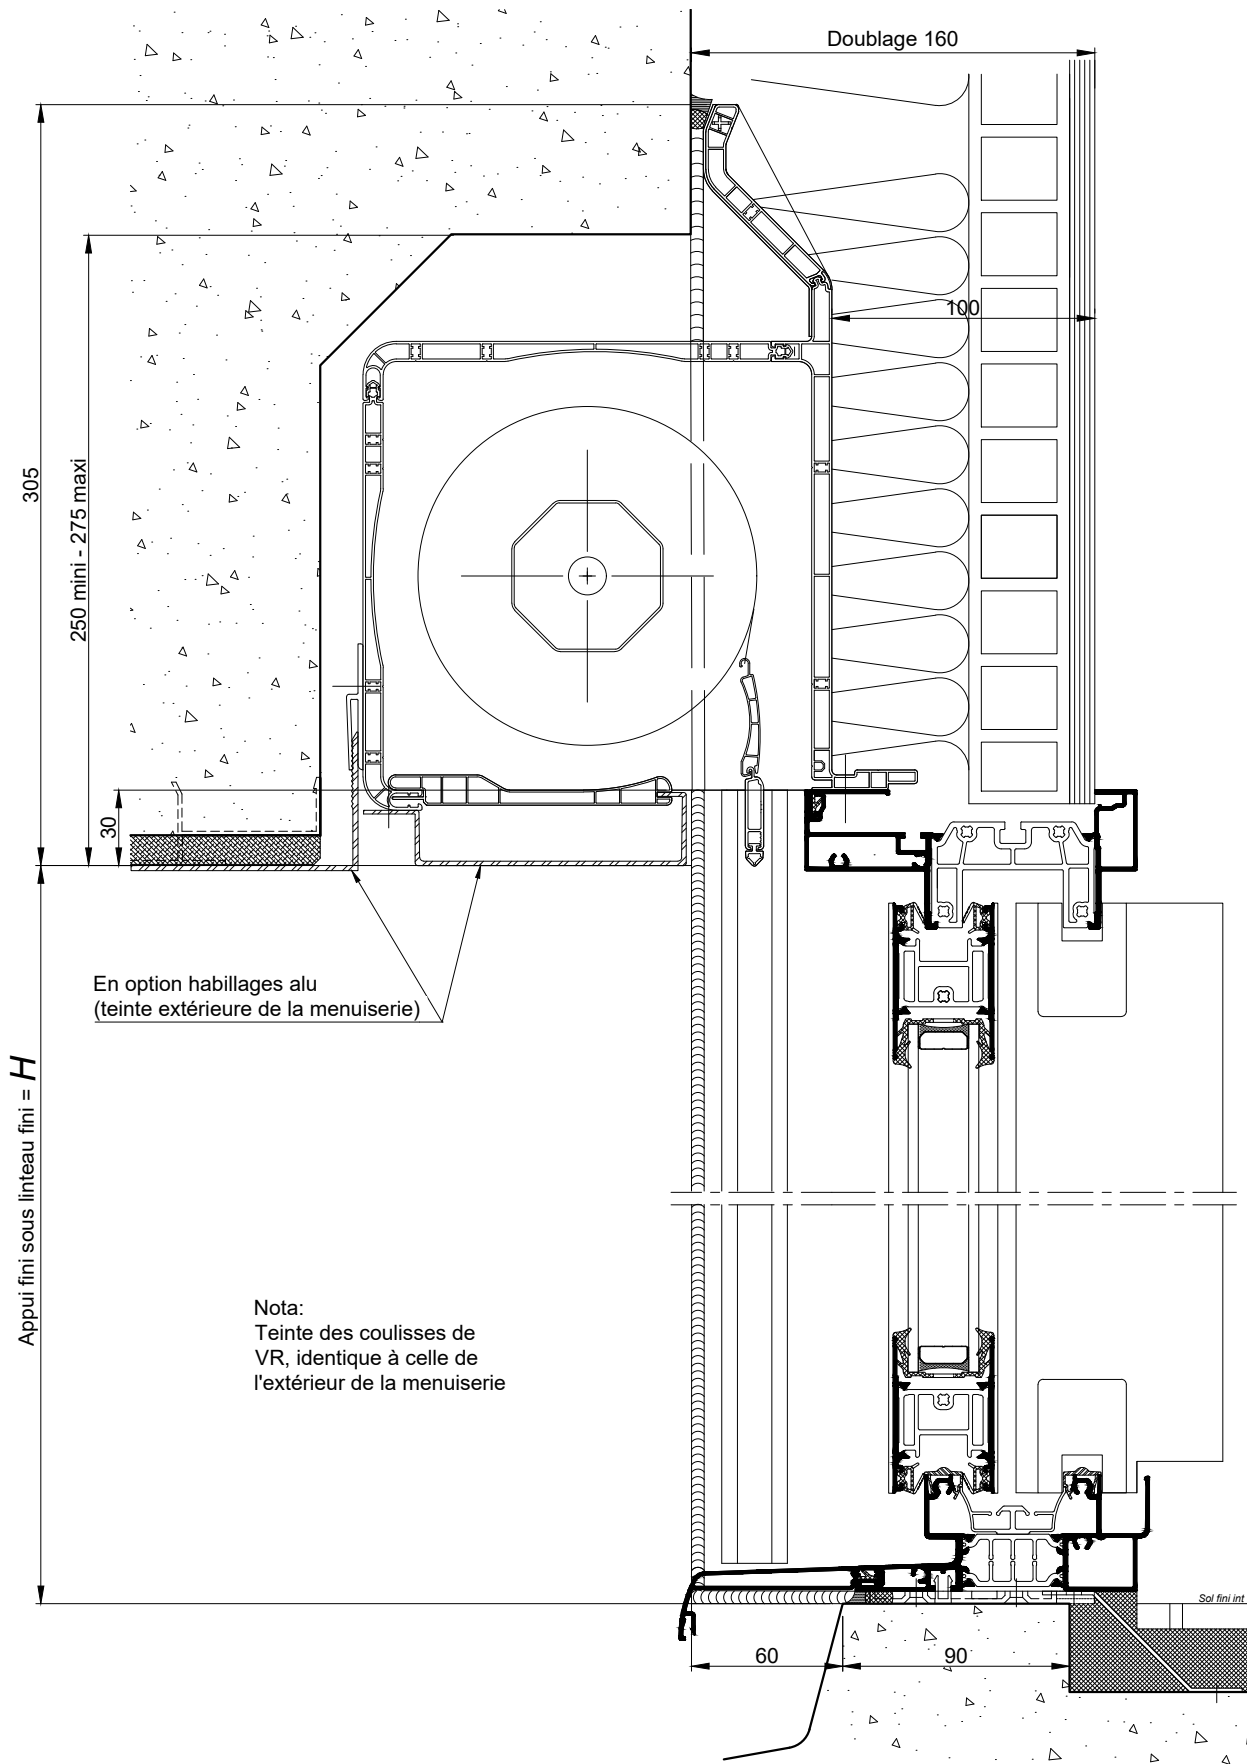 Doublage 160
100
305
250 mini - 275 maxi
30
En option habillages alu
(teinte extérieure de la menuiserie)
Appui fini sous linteau fini = H
Nota:
Teinte des coulisses de
VR, identique à celle de
l'extérieur de la menuiserie
Sol fini int
60
90